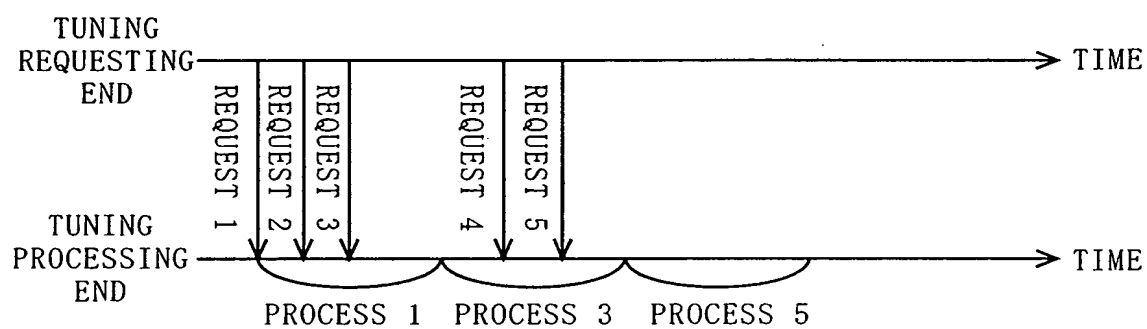 TUNING
REQUESTING
END
TIME
REQUEST 1
REQUEST 2
REQUEST 3
REQUEST 4
REQUEST 5
TUNING
PROCESSING
END
TIME
PROCESS 1
PROCESS 3
PROCESS 5